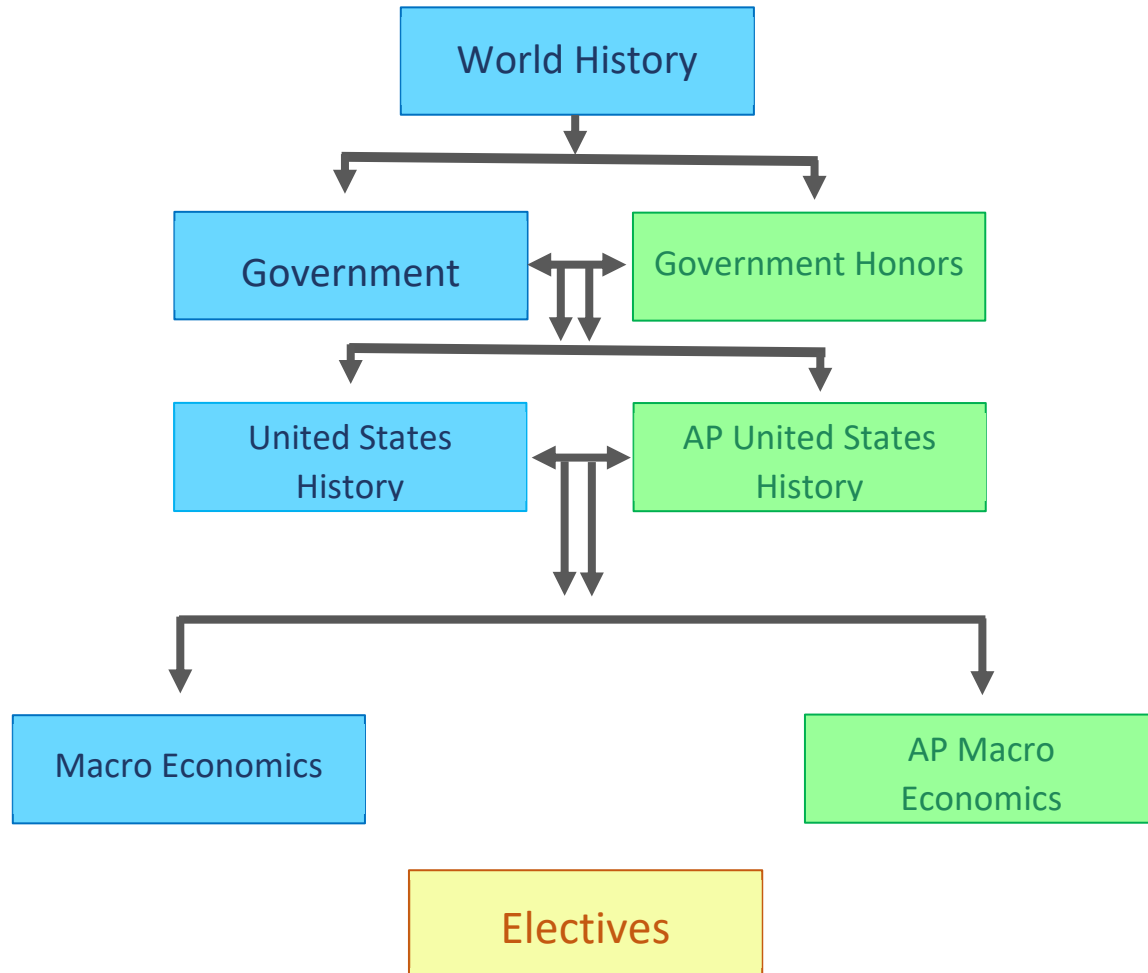 World History
Government
Government Honors
United States
History
AP United States
History
Macro Economics
AP Macro
Economics
Electives